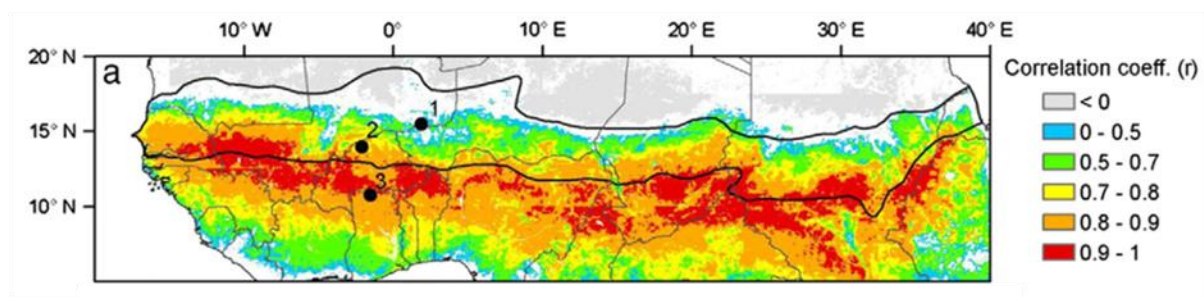 10° W 0° 10° E 20° E 30° E 40° E
20° N
a
15° N
10° N
1
2
3
Correlation coeff. (r)
< 0
0 - 0.5
0.5 - 0.7
0.7 - 0.8
0.8 - 0.9
0.9 - 1